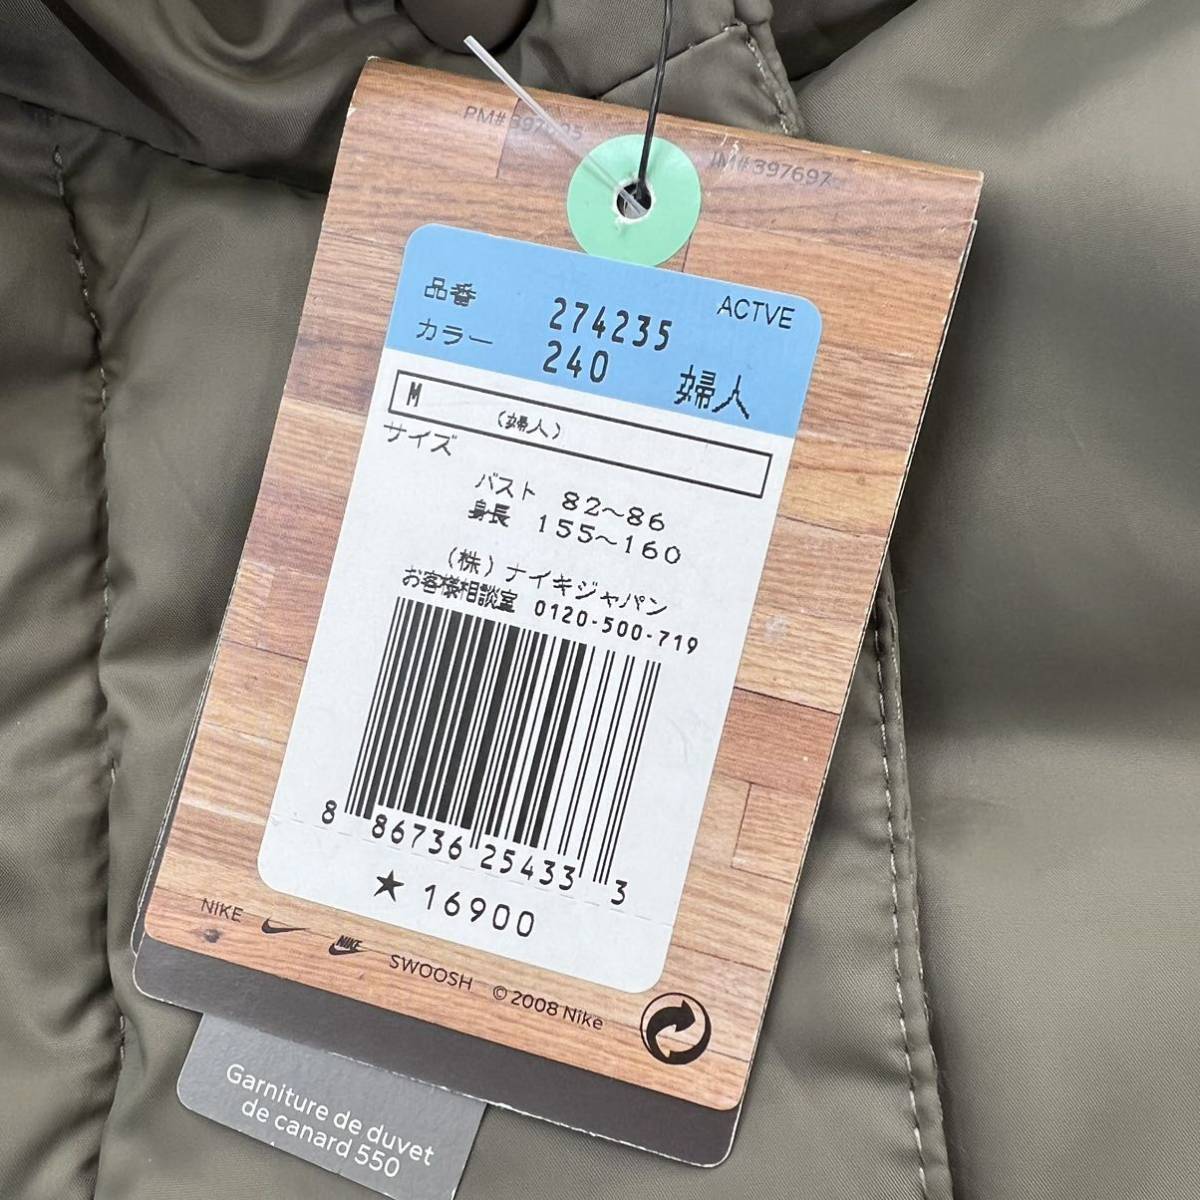 PM# 397695
IM# 397697
ACTVE
品番 274235
カラー 240 婦人
M (婦人)
サイズ
バスト 82～86
身長 155～160
(株)ナイキジャパン
お客様相談室 0120-500-719
8 86736 25433 3
★ 16900
NIKE NIKE SWOOSH © 2008 Nike
Garniture de duvet
de canard 550